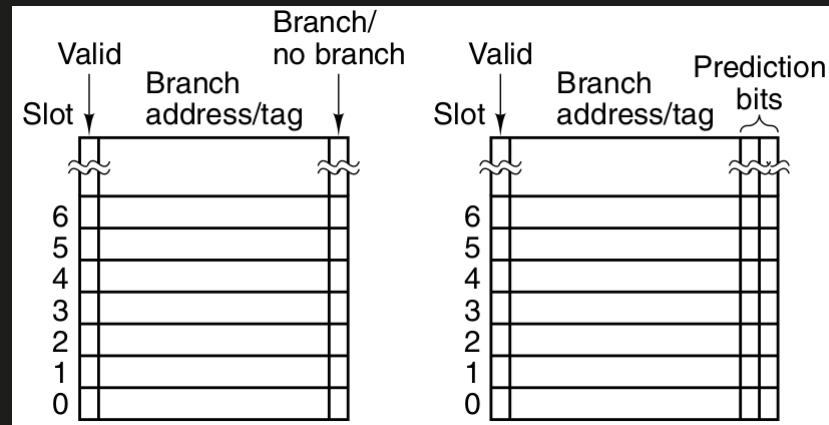 Valid
Branch/
no branch
Branch
address/tag
Slot
6
5
4
3
2
1
0
Valid
Prediction
bits
Branch
address/tag
Slot
6
5
4
3
2
1
0